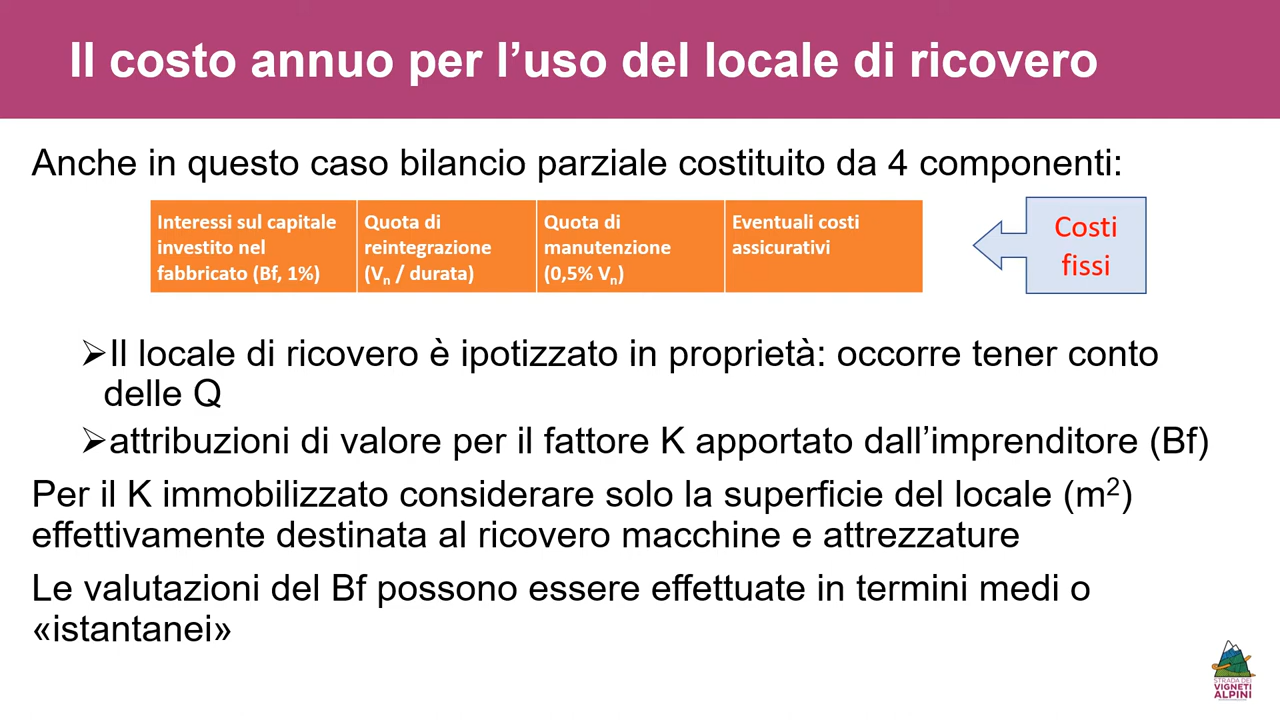 Il costo annuo per l’uso del locale di ricovero
Anche in questo caso bilancio parziale costituito da 4 componenti:
Interessi sul capitale
investito nel
fabbricato (Bf, 1%)
Quota di
reintegrazione
(Vn / durata)
Quota di
manutenzione
(0,5% Vn)
Eventuali costi
assicurativi
Costi
fissi
➢Il locale di ricovero è ipotizzato in proprietà: occorre tener conto
delle Q
➢attribuzioni di valore per il fattore K apportato dall’imprenditore (Bf)
Per il K immobilizzato considerare solo la superficie del locale (m²)
effettivamente destinata al ricovero macchine e attrezzature
Le valutazioni del Bf possono essere effettuate in termini medi o
«istantanei»
STRADA DEI
VIGNETI
ALPINI